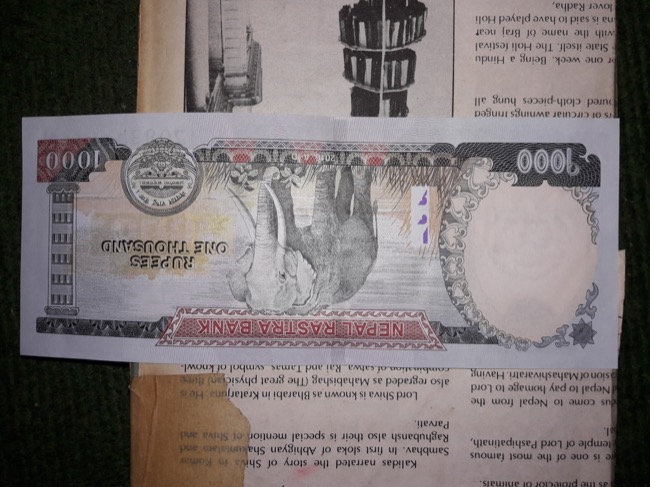 as the protector of animals.
e is one of the most famous
temple of Lord Pashipatinath,
al.
us come to Nepal from the
Nepal to pay homage to Lord
asion of Mahashivaratri. Having
Kalidas narrated the story of Shiva in Kumar
Sambhav. In first sloka of Abhigyan Shakuntalam and
Raghubansh also their is special mention of Shiva and
Parvati.
Lord Shiva is known as Bharabi in Kratarjuna. He is
also regraded as Mahabishag (The great physician) three
combination of satwa, Raj and Tamas, symbol of knowl-
NEPAL RASTRA BANK
RUPEES
ONE THOUSAND
1000
1000
rs of circular awnings fringed
oured cloth-pieces hung all
or one week. Being a Hindu
State itself. The Holi festival
with the name of Braj near
na is said to have played Holi
lover Radha,